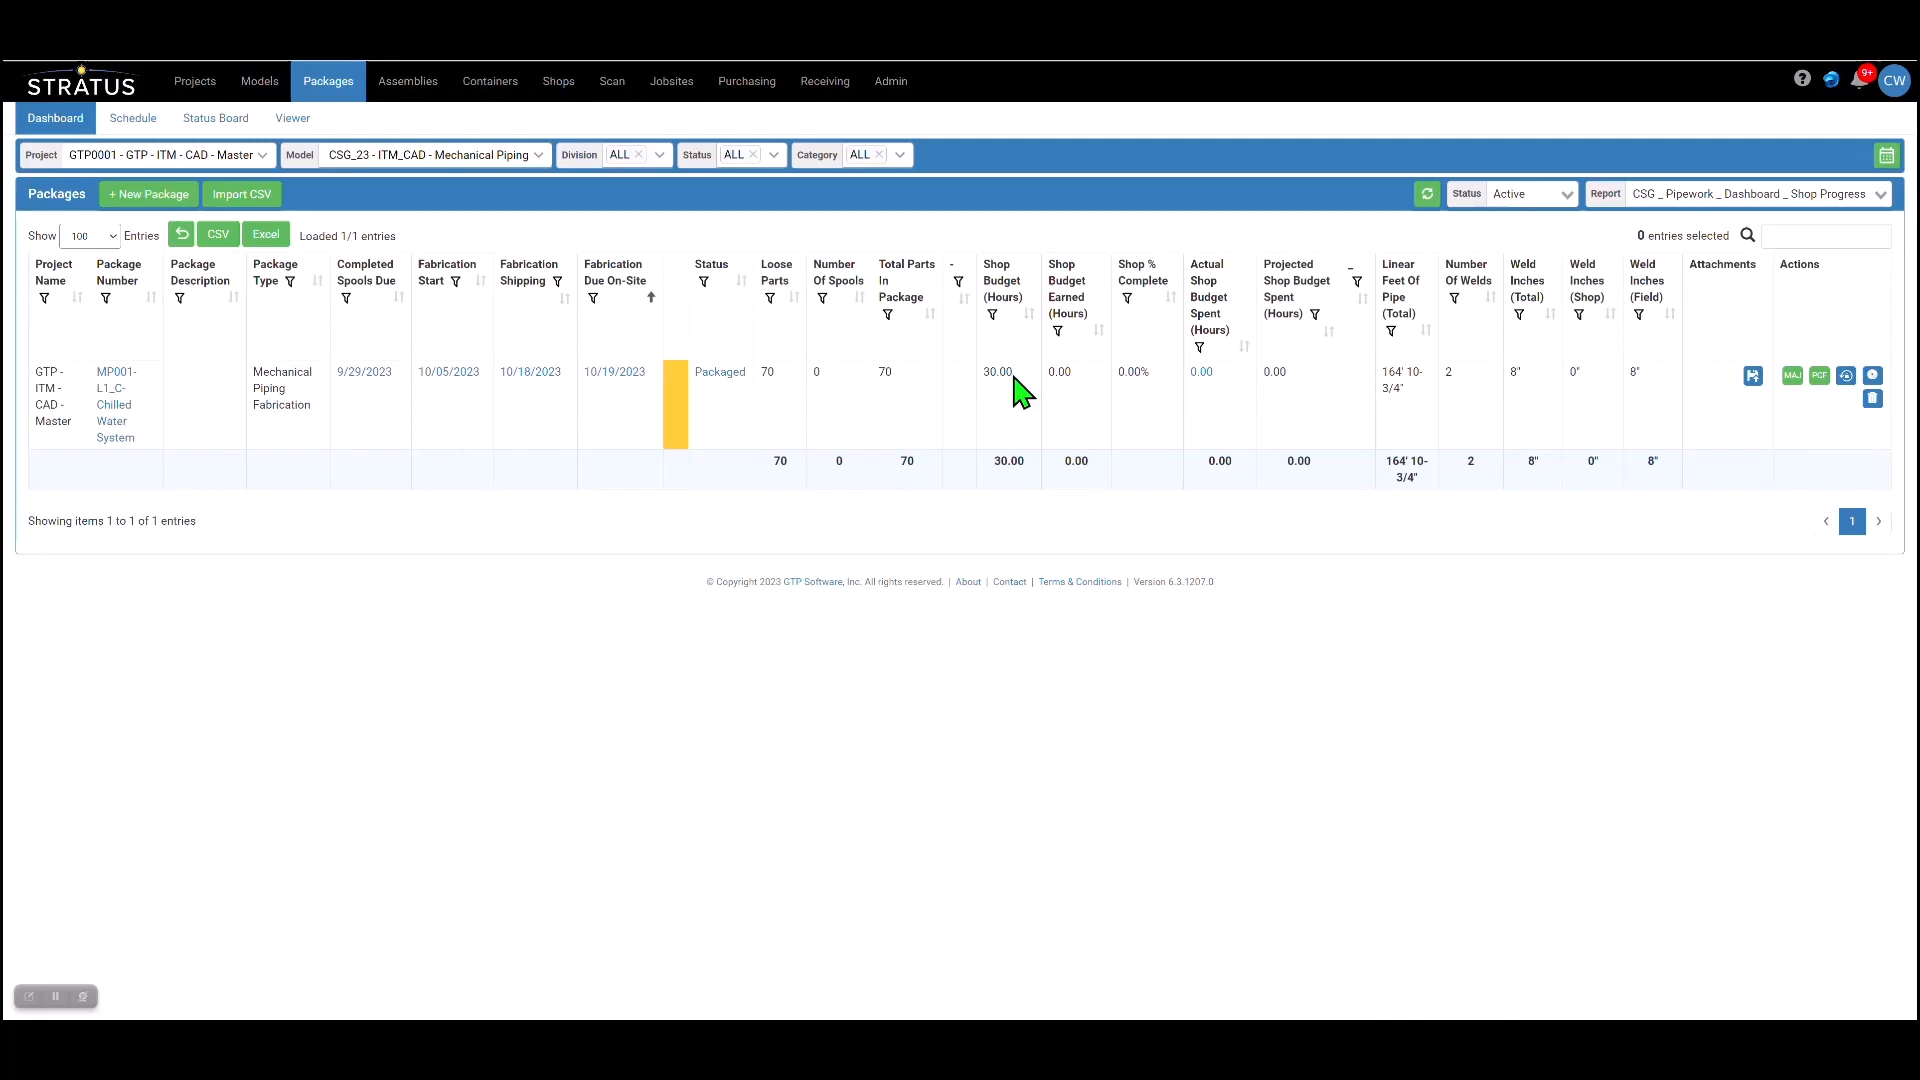 STRATUS
Projects Models Packages Assemblies Containers Shops Scan Jobsites Purchasing Receiving Admin
9+
CW
Dashboard Schedule Status Board Viewer
Project GTP0001 - GTP - ITM - CAD - Master Model CSG_23 - ITM_CAD - Mechanical Piping Division ALL Status ALL Category ALL
Packages + New Package Import CSV Status Active Report CSG _ Pipework _ Dashboard _ Shop Progress
Show 100 Entries CSV Excel Loaded 1/1 entries 0 entries selected
Project Name
Package Number
Package Description
Package Type
Completed Spools Due
Fabrication Start
Fabrication Shipping
Fabrication Due On-Site
Status
Loose Parts
Number Of Spools
Total Parts In Package
-
Shop Budget (Hours)
Shop Budget Earned (Hours)
Shop % Complete
Actual Shop Budget Spent (Hours)
Projected Shop Budget Spent (Hours)
_
Linear Feet Of Pipe (Total)
Number Of Welds
Weld Inches (Total)
Weld Inches (Shop)
Weld Inches (Field)
Attachments
Actions
GTP - ITM - CAD - Master
MP001-L1_C-Chilled Water System
Mechanical Piping Fabrication
9/29/2023
10/05/2023
10/18/2023
10/19/2023
Packaged
70
0
70
30.00
0.00
0.00%
0.00
0.00
164' 10-3/4"
2
8"
0"
8"
MAJ
PCF
70 0 70 30.00 0.00 0.00 0.00 164' 10-3/4" 2 8" 0" 8"
Showing items 1 to 1 of 1 entries
1
© Copyright 2023 GTP Software, Inc. All rights reserved. | About | Contact | Terms & Conditions | Version 6.3.1207.0